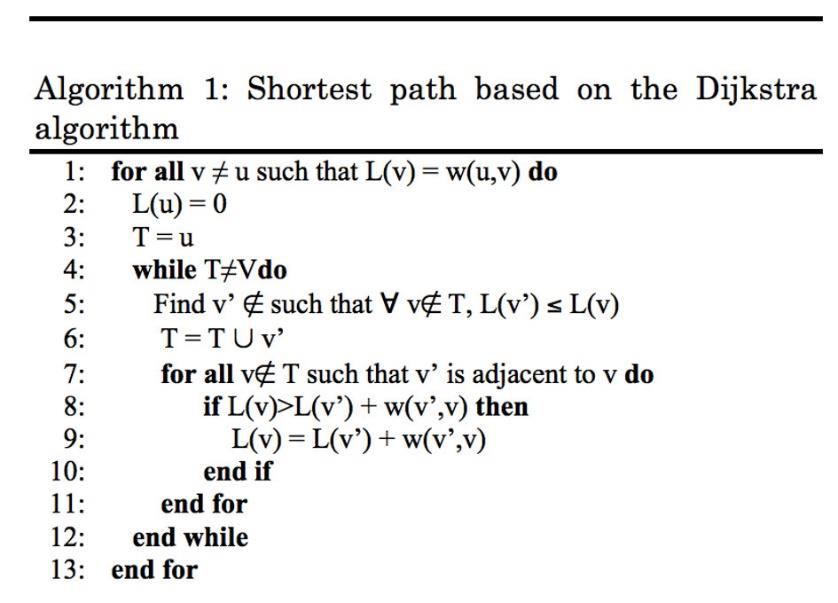 Algorithm 1: Shortest path based on the Dijkstra
algorithm
1: for all v ≠ u such that L(v) = w(u,v) do
2: L(u) = 0
3: T = u
4: while T≠Vdo
5: Find v’ ∉ such that ∀ v∉ T, L(v’) ≤ L(v)
6: T = T ∪ v’
7: for all v∉ T such that v’ is adjacent to v do
8: if L(v)>L(v’) + w(v’,v) then
9: L(v) = L(v’) + w(v’,v)
10: end if
11: end for
12: end while
13: end for